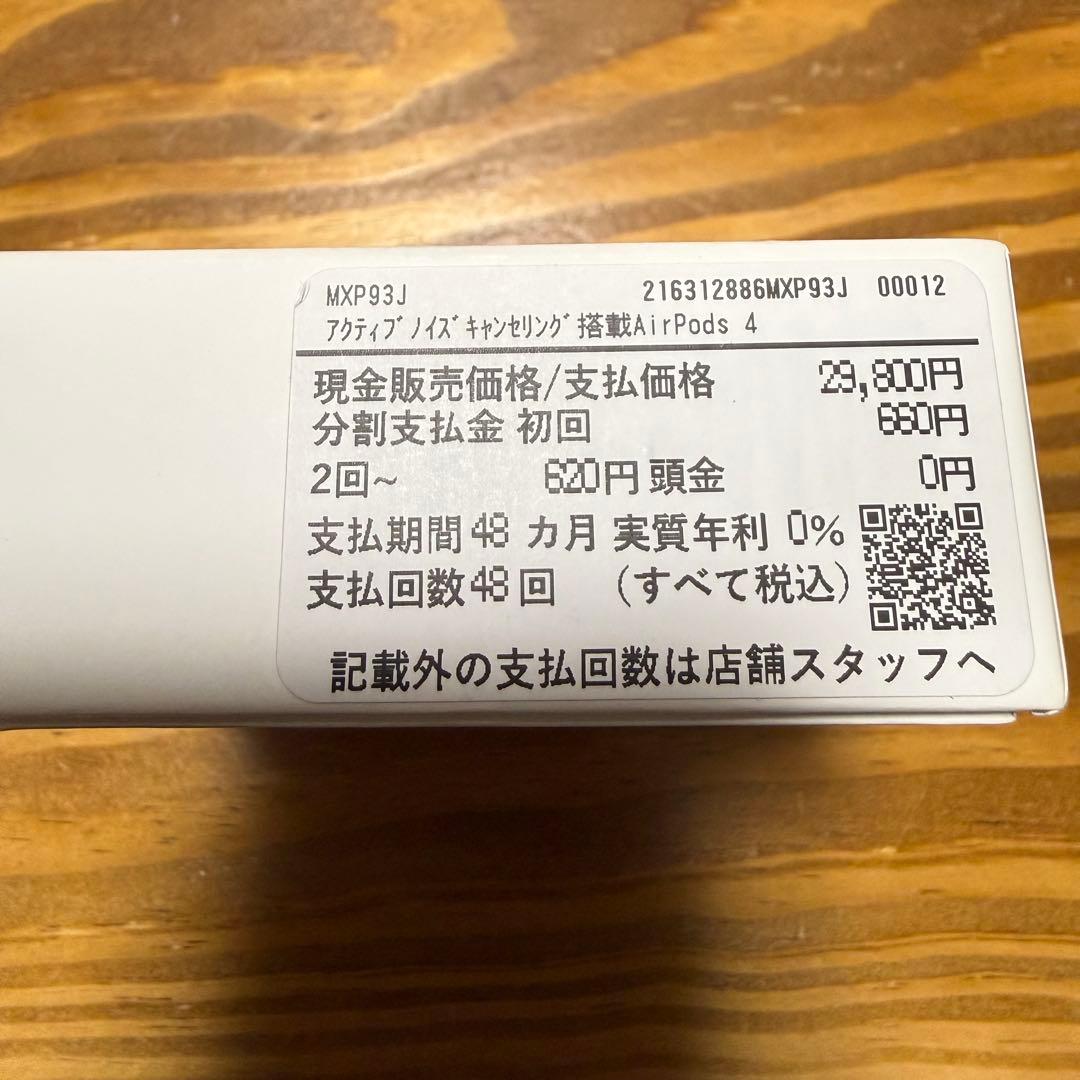 MXP93J 216312886MXP93J 00012
ｱｸﾃｨﾌﾞﾉｲｽﾞｷｬﾝｾﾘﾝｸﾞ搭載AirPods 4
現金販売価格/支払価格 29,800円
分割支払金 初回 660円
2回~ 620円 頭金 0円
支払期間48 カ月 実質年利 0%
支払回数48回 (すべて税込)
記載外の支払回数は店舗スタッフへ